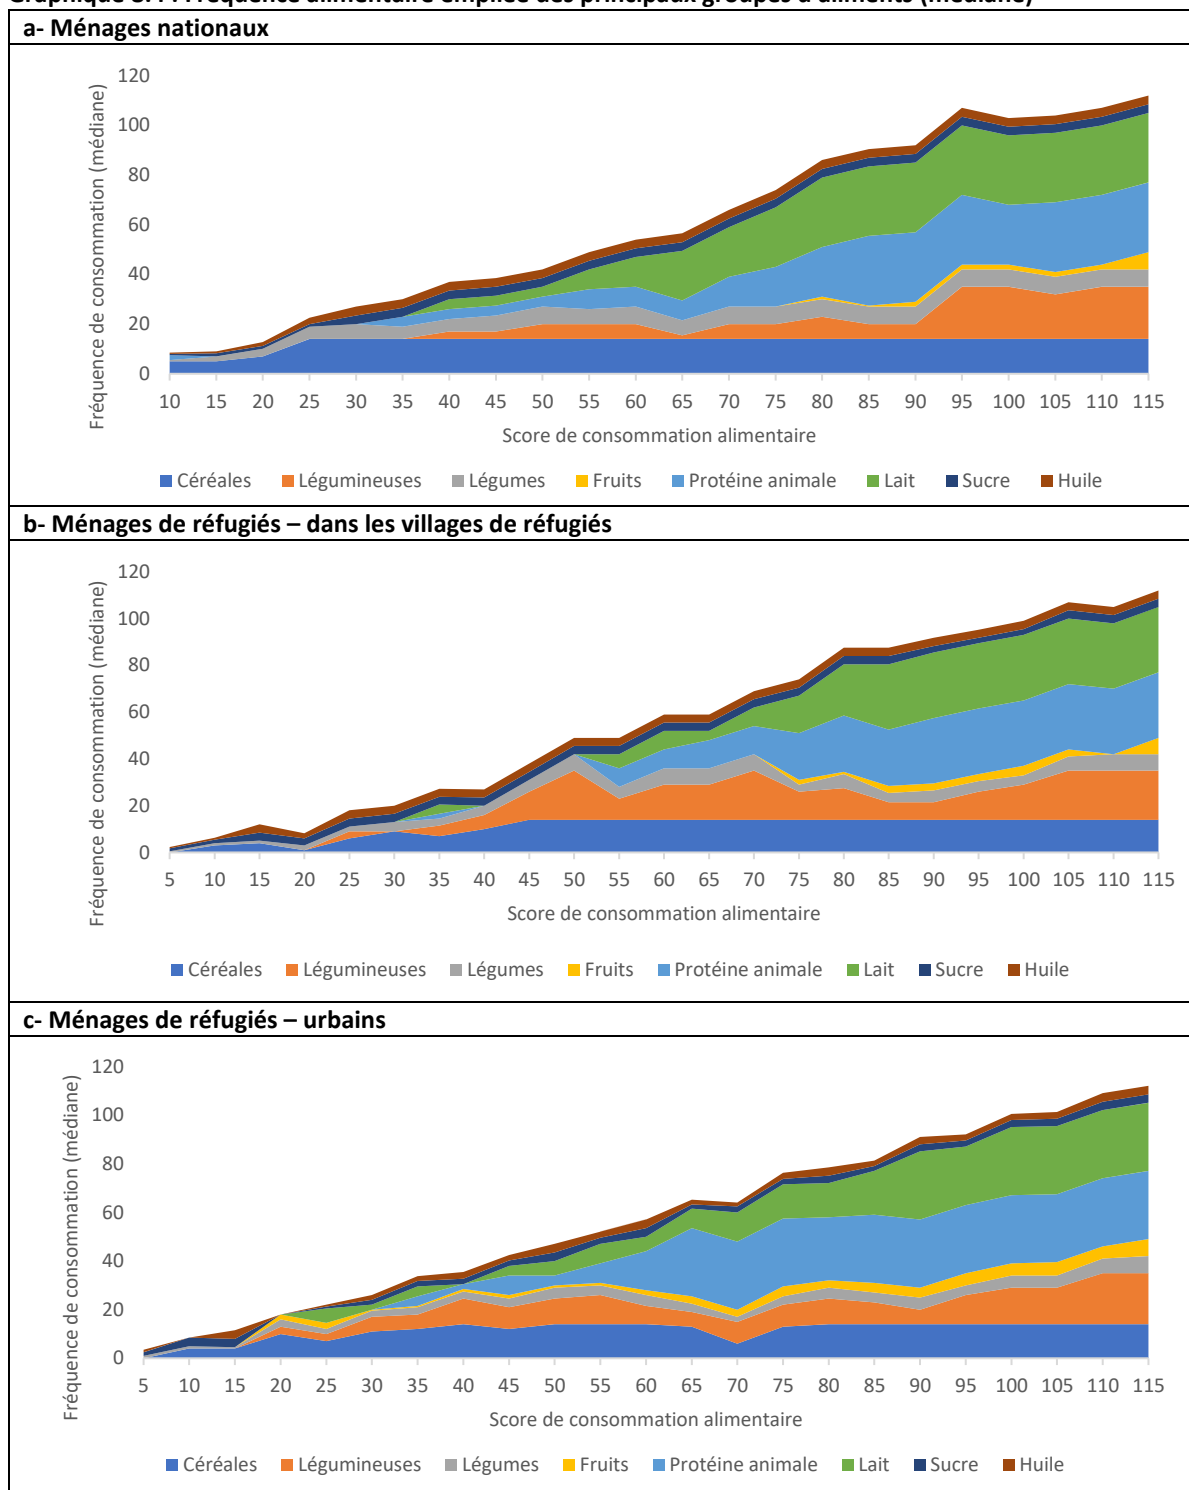 a- Ménages nationaux
120
100
80
60
40
20
0
Fréquence de consommation (médiane)
10 15 20 25 30 35 40 45 50 55 60 65 70 75 80 85 90 95 100 105 110 115
Score de consommation alimentaire
Céréales Légumineuses Légumes Fruits Protéine animale Lait Sucre Huile
b- Ménages de réfugiés – dans les villages de réfugiés
120
100
80
60
40
20
0
Fréquence de consommation (médiane)
5 10 15 20 25 30 35 40 45 50 55 60 65 70 75 80 85 90 95 100 105 110 115
Score de consommation alimentaire
Céréales Légumineuses Légumes Fruits Protéine animale Lait Sucre Huile
c- Ménages de réfugiés – urbains
120
100
80
60
40
20
0
Fréquence de consommation (médiane)
5 10 15 20 25 30 35 40 45 50 55 60 65 70 75 80 85 90 95 100 105 110 115
Score de consommation alimentaire
Céréales Légumineuses Légumes Fruits Protéine animale Lait Sucre Huile